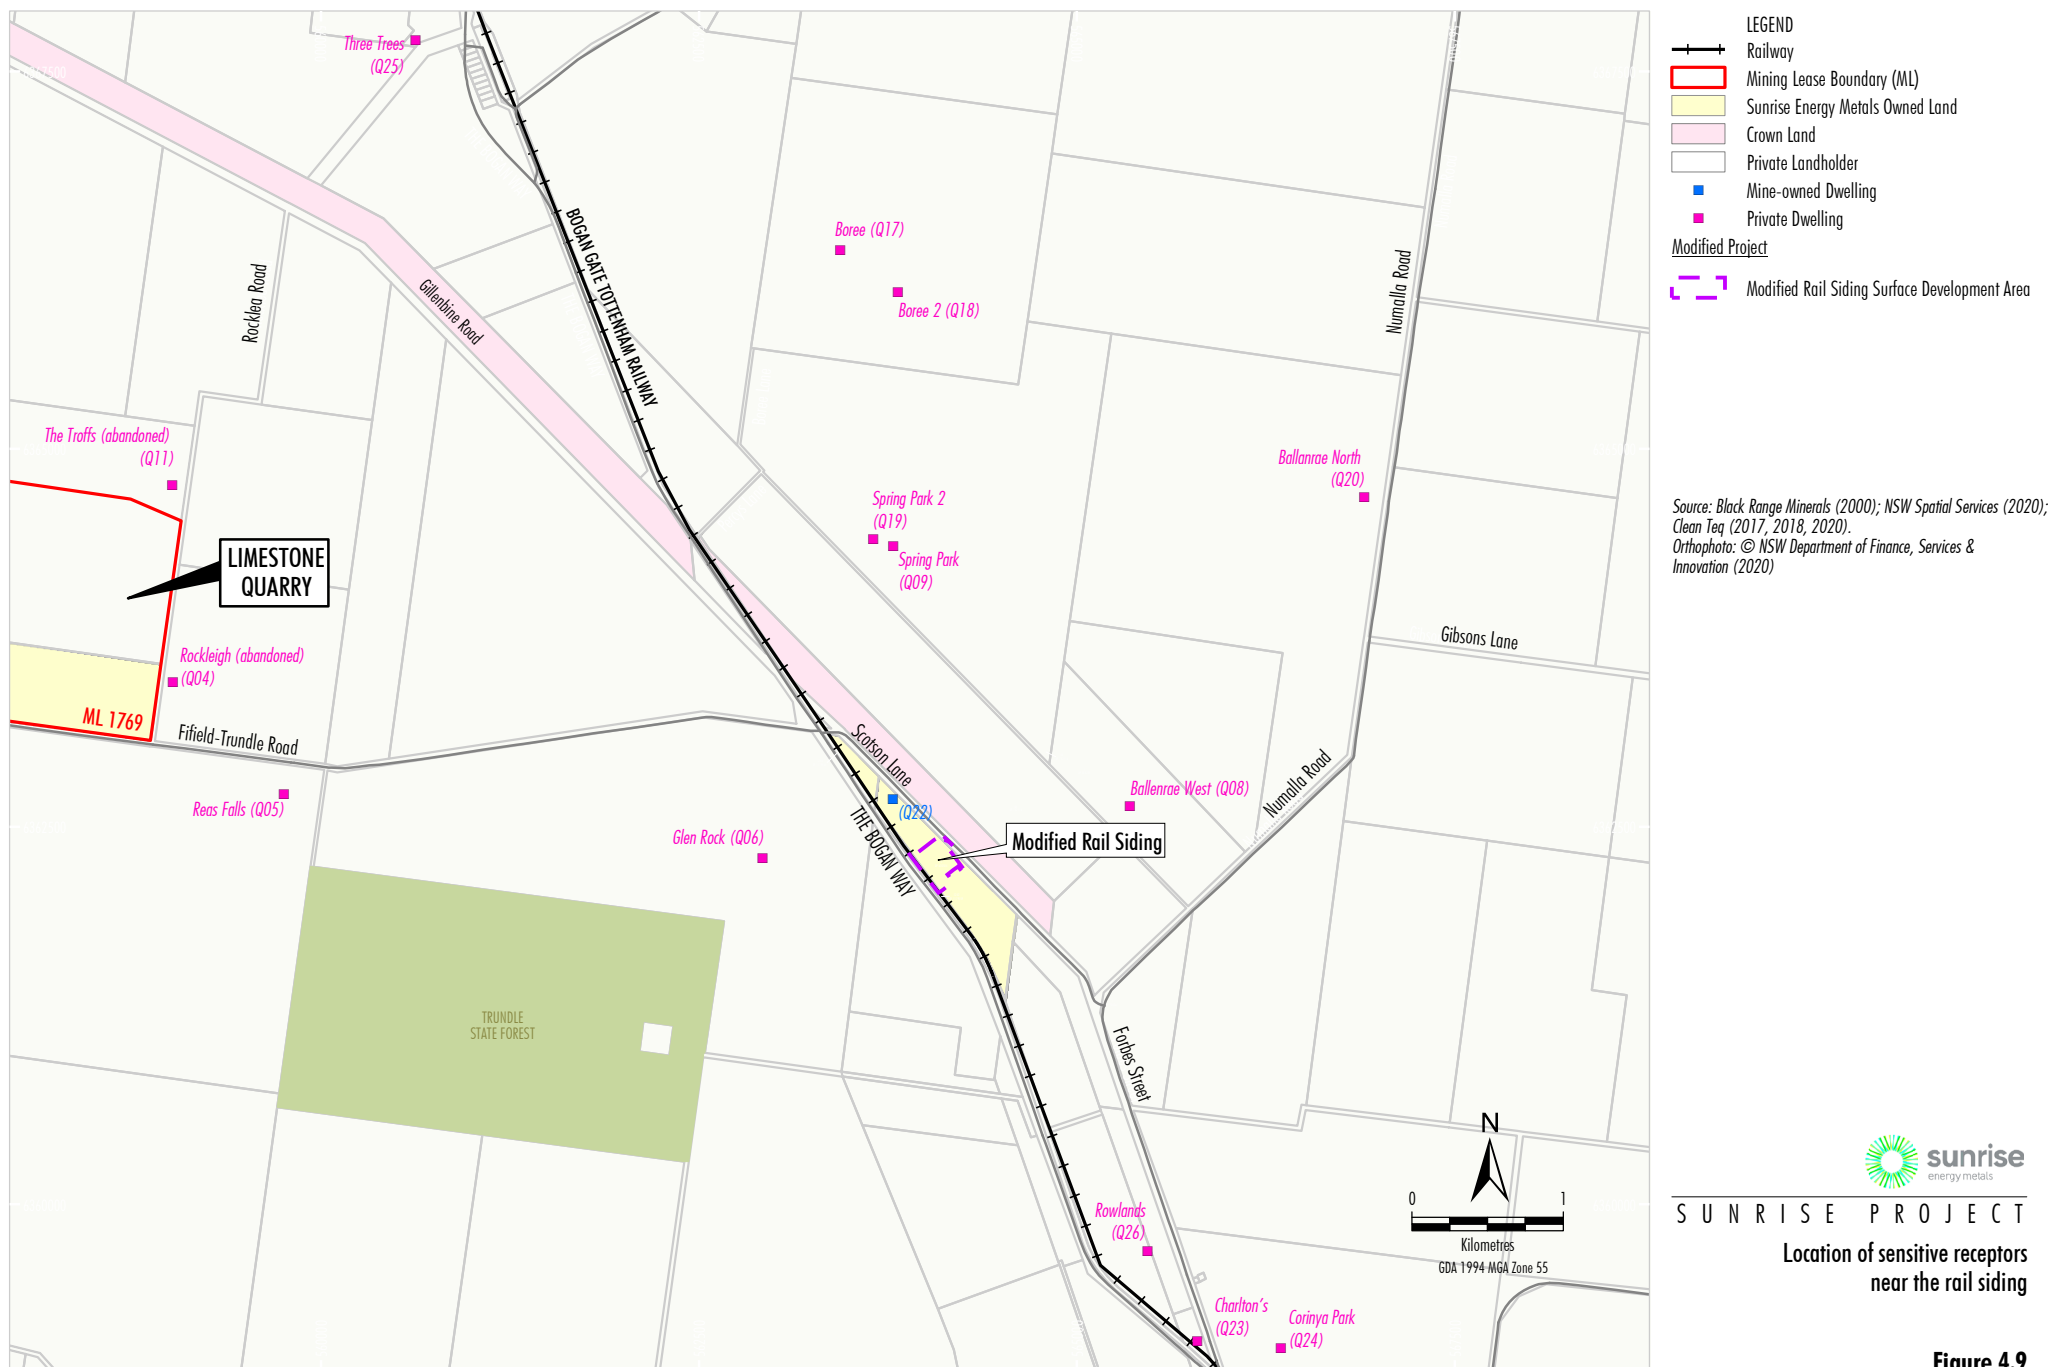 Three Trees
(Q25)
BOGAN GATE TOTTENHAM RAILWAY
Boree (Q17)
Boree 2 (Q18)
Rocklea Road
Gillenbine Road
Numalla Road
The Troffs (abandoned)
(Q11)
Ballanrae North
(Q20)
Spring Park 2
(Q19)
Spring Park
(Q09)
LIMESTONE
QUARRY
Gibsons Lane
Rockleigh (abandoned)
(Q04)
ML 1769
Fifield-Trundle Road
Scotson Lane
Reas Falls (Q05)
(Q22)
Ballenrae West (Q08)
Numalla Road
Glen Rock (Q06)
THE BOGAN WAY
Modified Rail Siding
TRUNDLE
STATE FOREST
Forbes Street
Rowlands
(Q26)
Charlton's
(Q23)
Corinya Park
(Q24)
N
0 1
Kilometres
GDA 1994 MGA Zone 55
LEGEND
Railway
Mining Lease Boundary (ML)
Sunrise Energy Metals Owned Land
Crown Land
Private Landholder
Mine-owned Dwelling
Private Dwelling
Modified Project
Modified Rail Siding Surface Development Area
Source: Black Range Minerals (2000); NSW Spatial Services (2020);
Clean Teq (2017, 2018, 2020).
Orthophoto: © NSW Department of Finance, Services &
Innovation (2020)
sunrise
energy metals
SUNRISE PROJECT
Location of sensitive receptors
near the rail siding
Figure 4.9